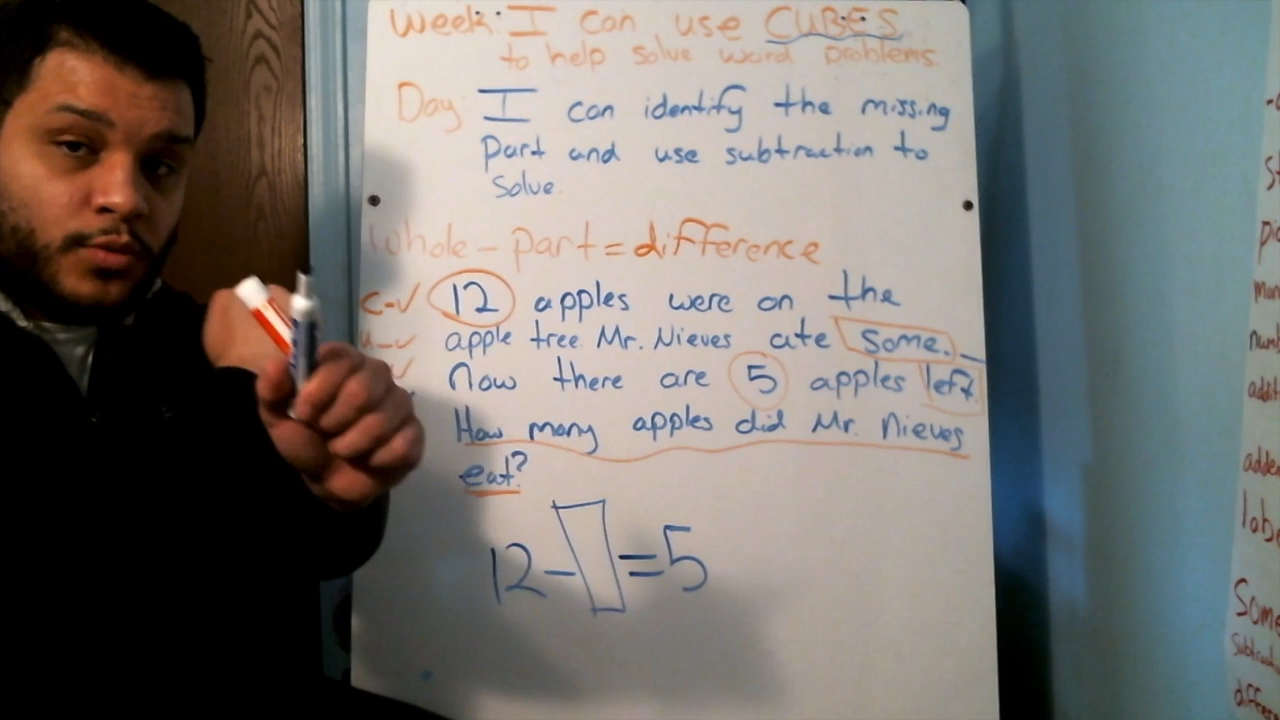 Week: I can use CUBES
to help solve word problems.
Day I can identify the missing
part and use subtraction to
solve.
Whole - part = difference
C-✓ 12 apples were on the
u-✓ apple tree. Mr. Nieves ate some.
✓ Now there are 5 apples left.
How many apples did Mr. Nieves
eat?
12 - = 5
Some